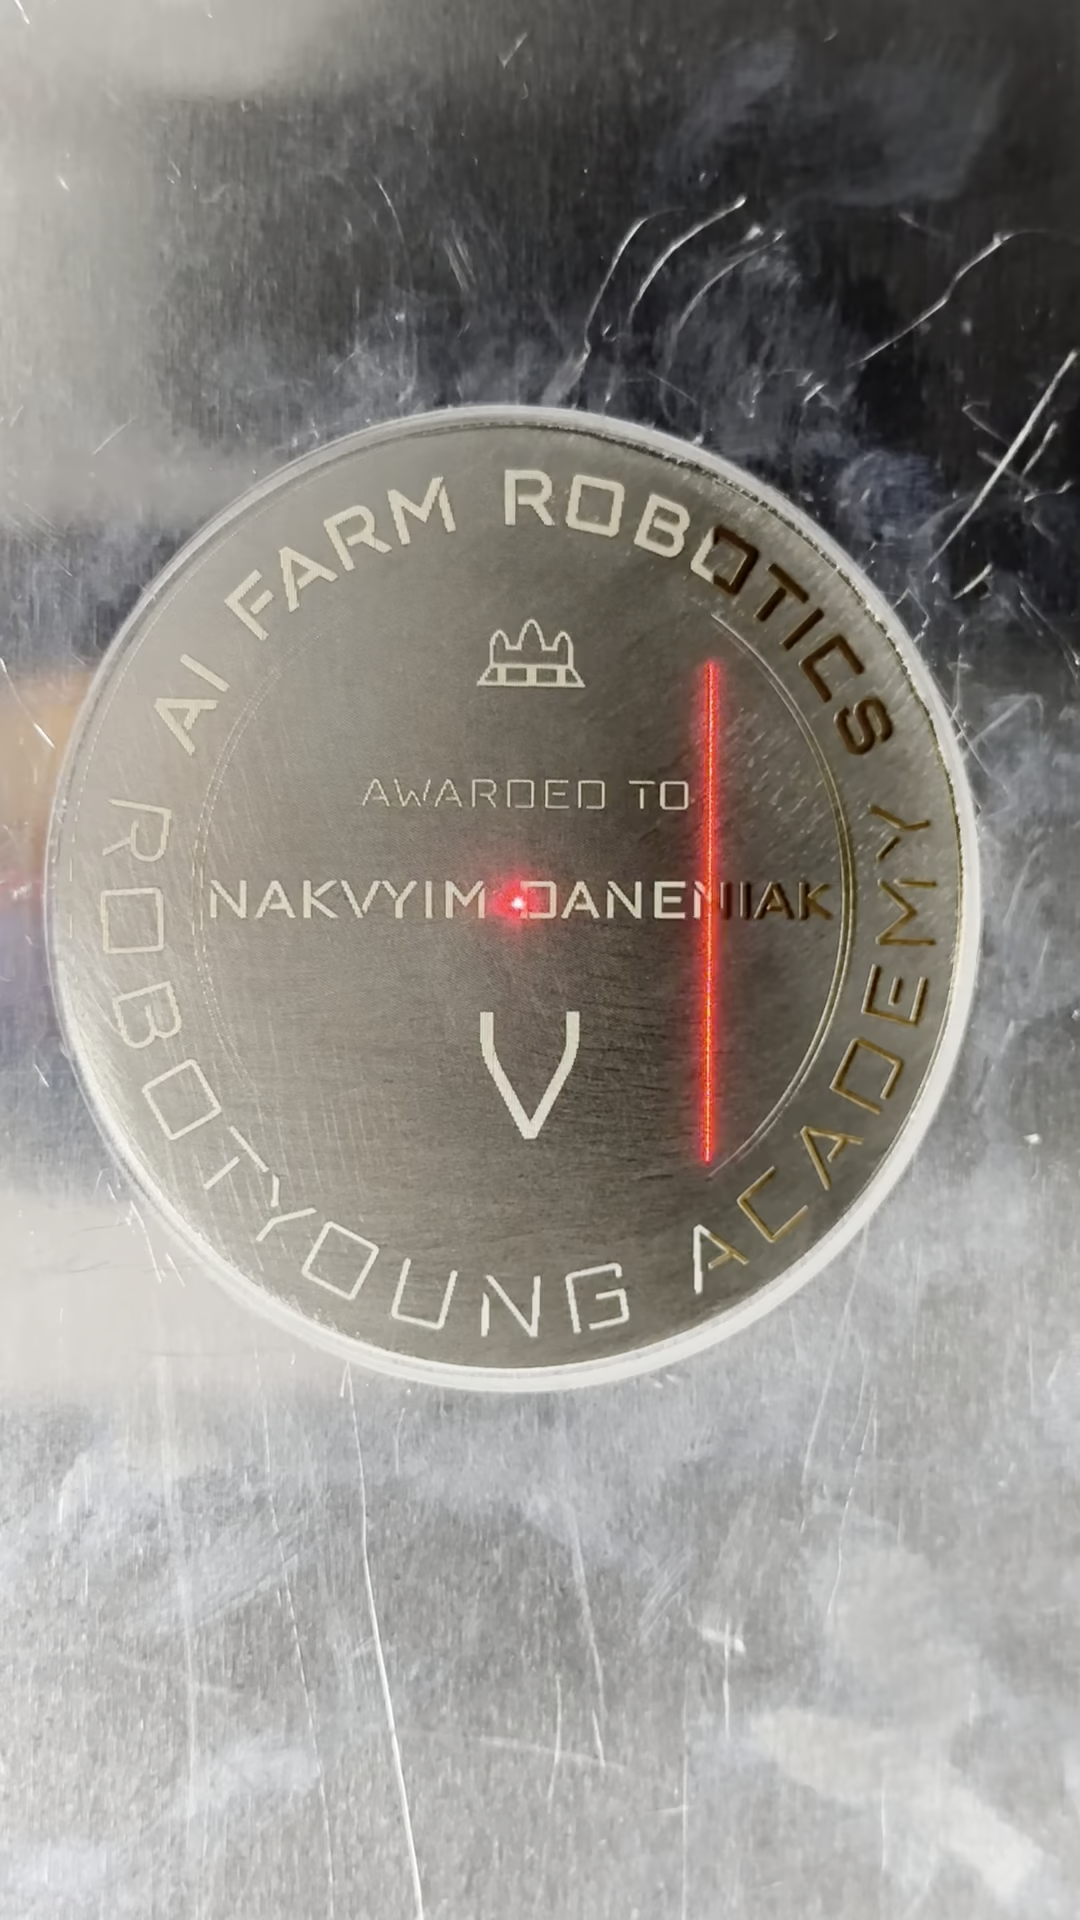 AI FARM ROBOTICS
AWARDED TO
NAKVYIM DANENIAK
V
ROBOTYOUNG ACADEMY